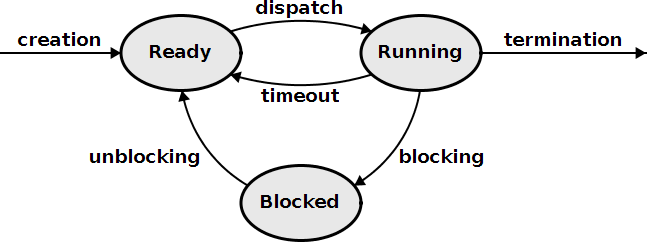 dispatch
creation
Ready
Running
termination
timeout
unblocking
blocking
Blocked